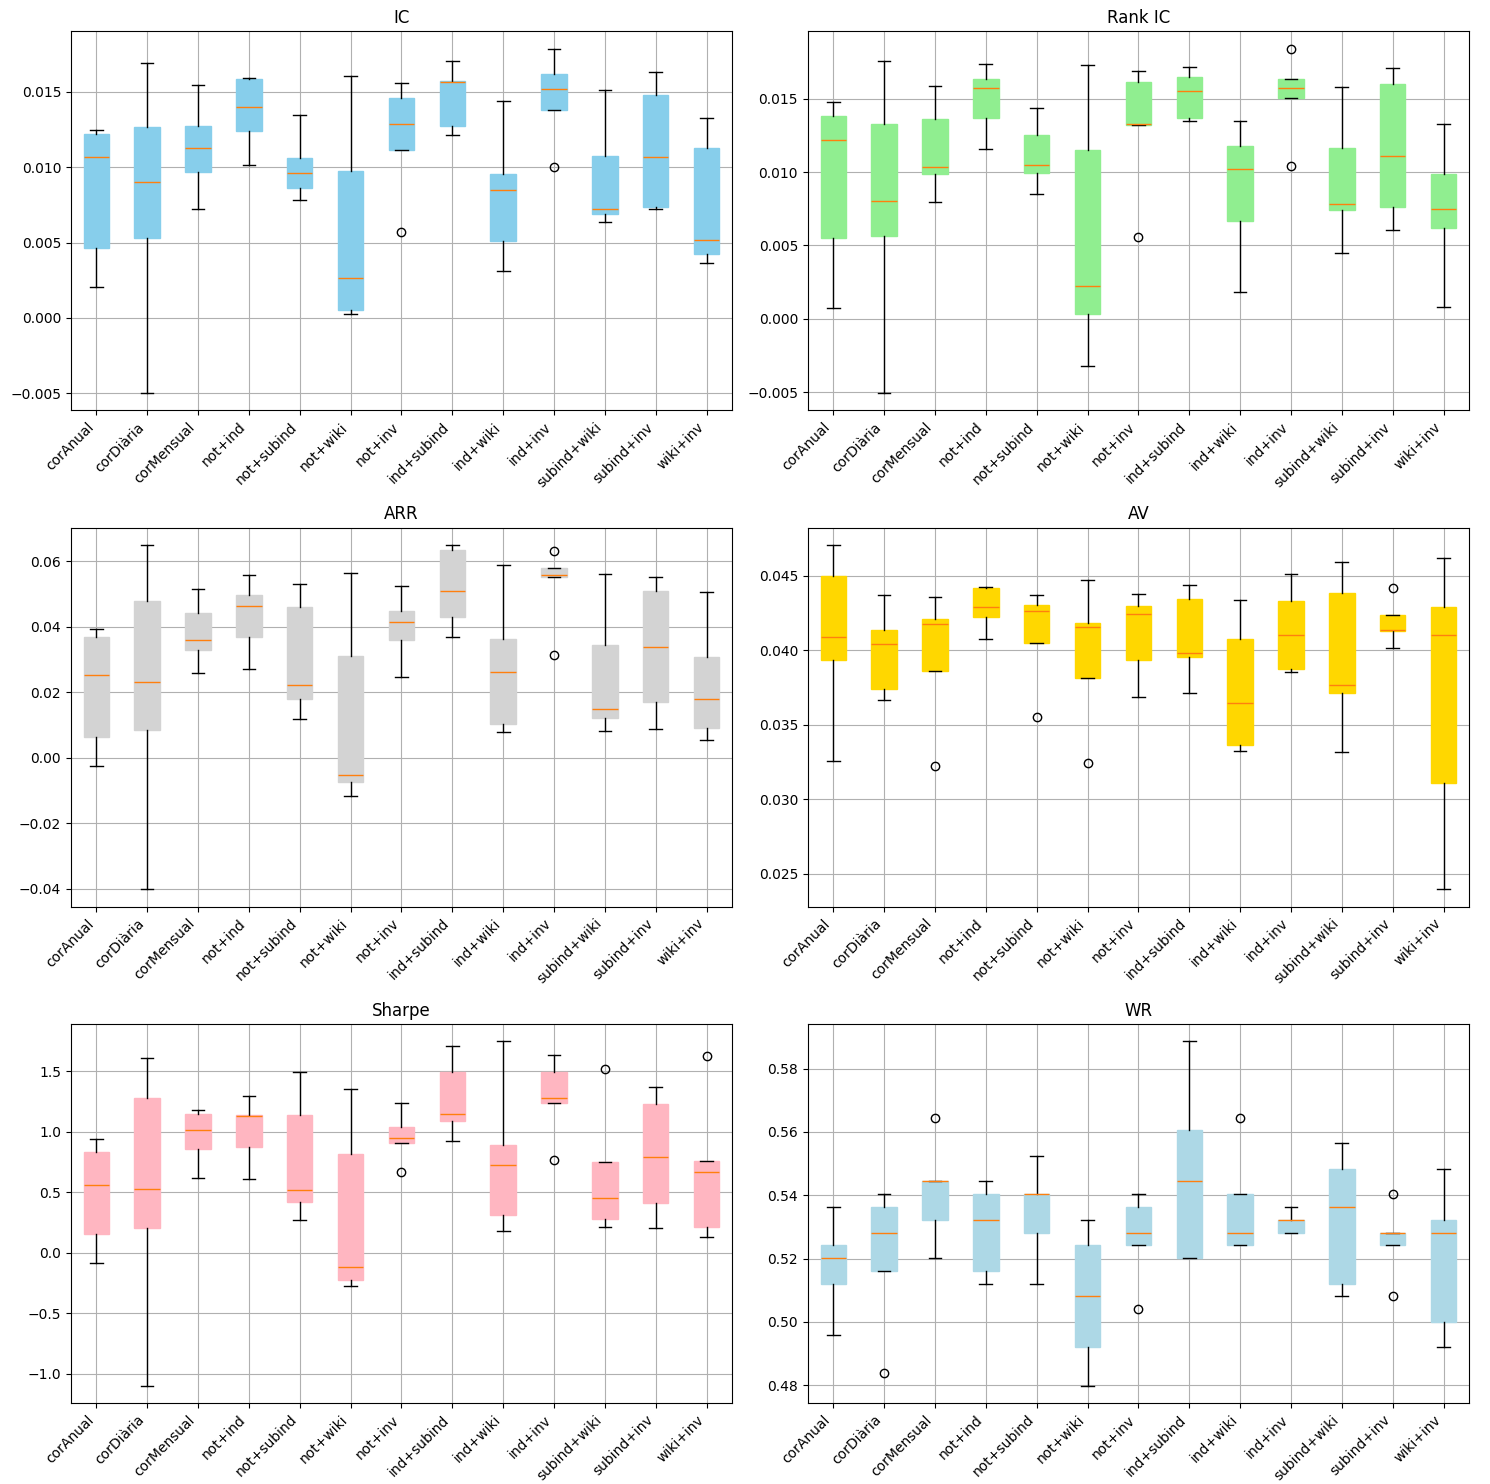 IC
0.015
0.010
0.005
0.000
−0.005
corAnual
corDiària
corMensual
not+ind
not+subind
not+wiki
not+inv
ind+subind
ind+wiki
ind+inv
subind+wiki
subind+inv
wiki+inv
Rank IC
0.015
0.010
0.005
0.000
−0.005
corAnual
corDiària
corMensual
not+ind
not+subind
not+wiki
not+inv
ind+subind
ind+wiki
ind+inv
subind+wiki
subind+inv
wiki+inv
ARR
0.06
0.04
0.02
0.00
−0.02
−0.04
corAnual
corDiària
corMensual
not+ind
not+subind
not+wiki
not+inv
ind+subind
ind+wiki
ind+inv
subind+wiki
subind+inv
wiki+inv
AV
0.045
0.040
0.035
0.030
0.025
corAnual
corDiària
corMensual
not+ind
not+subind
not+wiki
not+inv
ind+subind
ind+wiki
ind+inv
subind+wiki
subind+inv
wiki+inv
Sharpe
1.5
1.0
0.5
0.0
−0.5
−1.0
corAnual
corDiària
corMensual
not+ind
not+subind
not+wiki
not+inv
ind+subind
ind+wiki
ind+inv
subind+wiki
subind+inv
wiki+inv
WR
0.58
0.56
0.54
0.52
0.50
0.48
corAnual
corDiària
corMensual
not+ind
not+subind
not+wiki
not+inv
ind+subind
ind+wiki
ind+inv
subind+wiki
subind+inv
wiki+inv